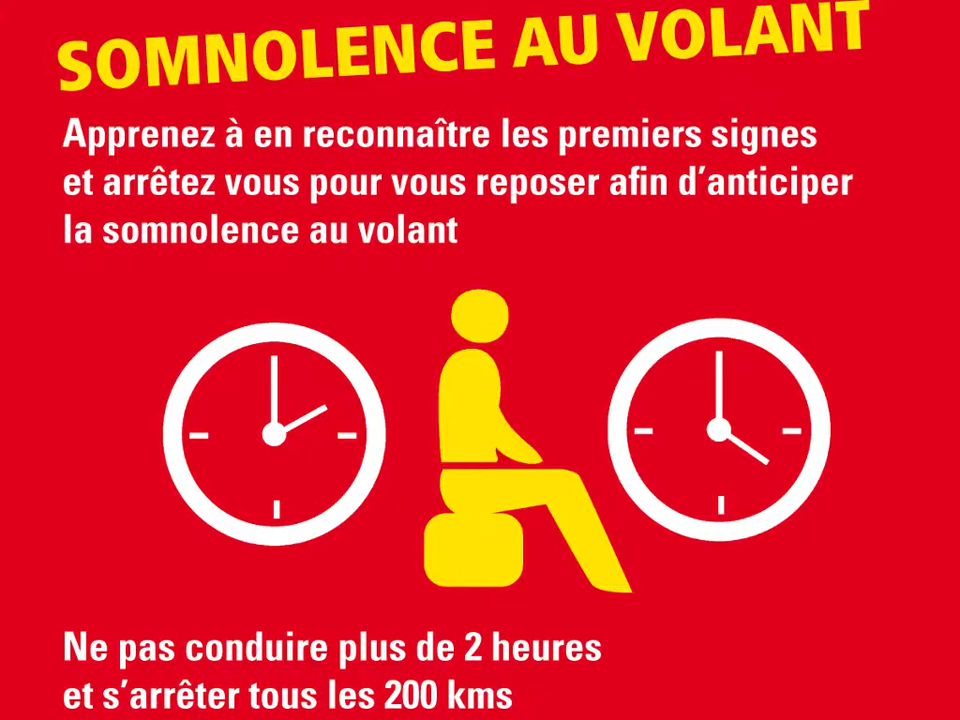 SOMNOLENCE AU VOLANT
Apprenez à en reconnaître les premiers signes
et arrêtez vous pour vous reposer afin d’anticiper
la somnolence au volant
Ne pas conduire plus de 2 heures
et s’arrêter tous les 200 kms